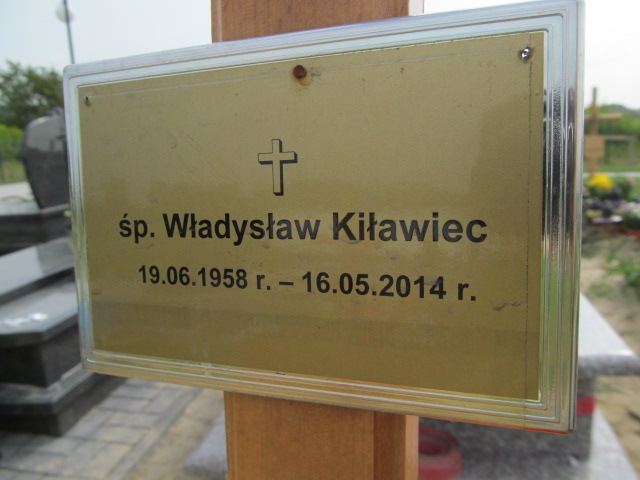 śp. Władysław Kiławiec
19.06.1958 r. – 16.05.2014 r.